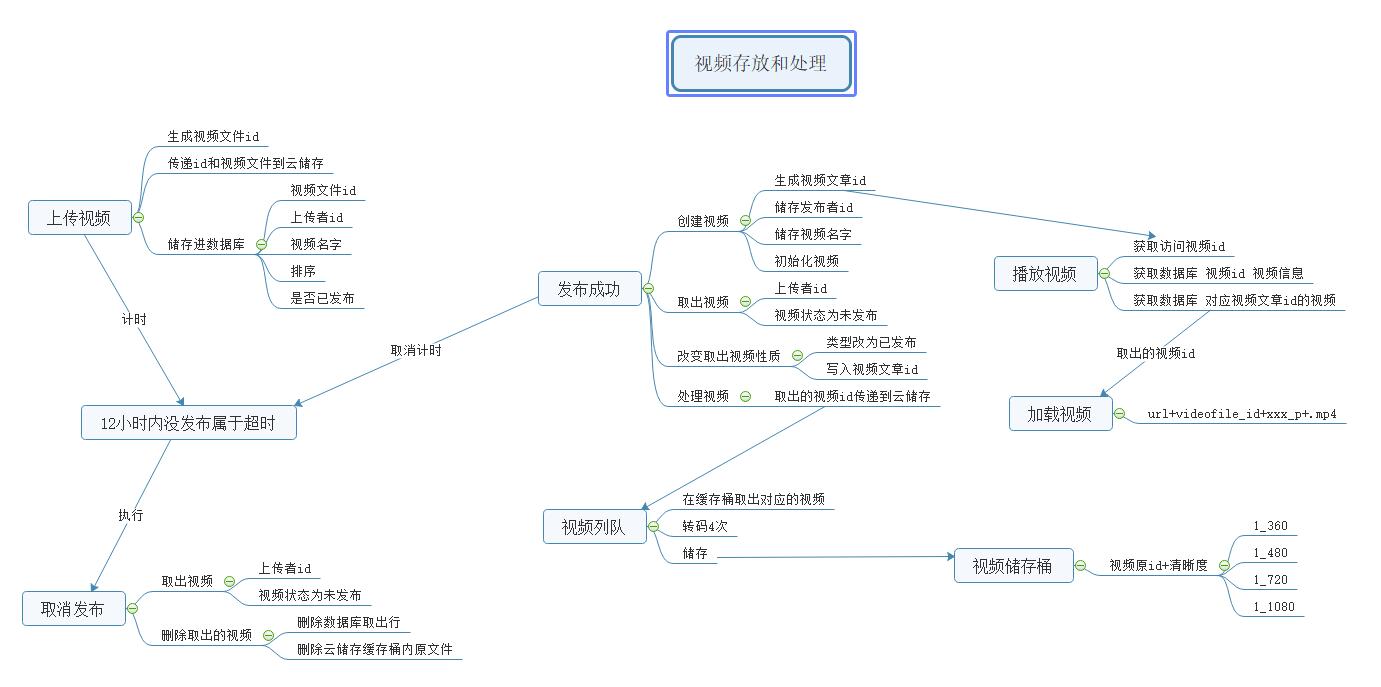 视频存放和处理
上传视频
生成视频文件id
传递id和视频文件到云储存
储存进数据库
视频文件id
上传者id
视频名字
排序
是否已发布
计时
12小时内没发布属于超时
执行
取消发布
取出视频
上传者id
视频状态为未发布
删除取出的视频
删除数据库取出行
删除云储存缓存桶内原文件
取消计时
发布成功
创建视频
生成视频文章id
储存发布者id
储存视频名字
初始化视频
取出视频
上传者id
视频状态为未发布
改变取出视频性质
类型改为已发布
写入视频文章id
处理视频
取出的视频id传递到云储存
视频列队
在缓存桶取出对应的视频
转码4次
储存
视频储存桶
视频原id+清晰度
1_360
1_480
1_720
1_1080
播放视频
获取访问视频id
获取数据库 视频id 视频信息
获取数据库 对应视频文章id的视频
取出的视频id
加载视频
url+videofile_id+xxx_p+.mp4